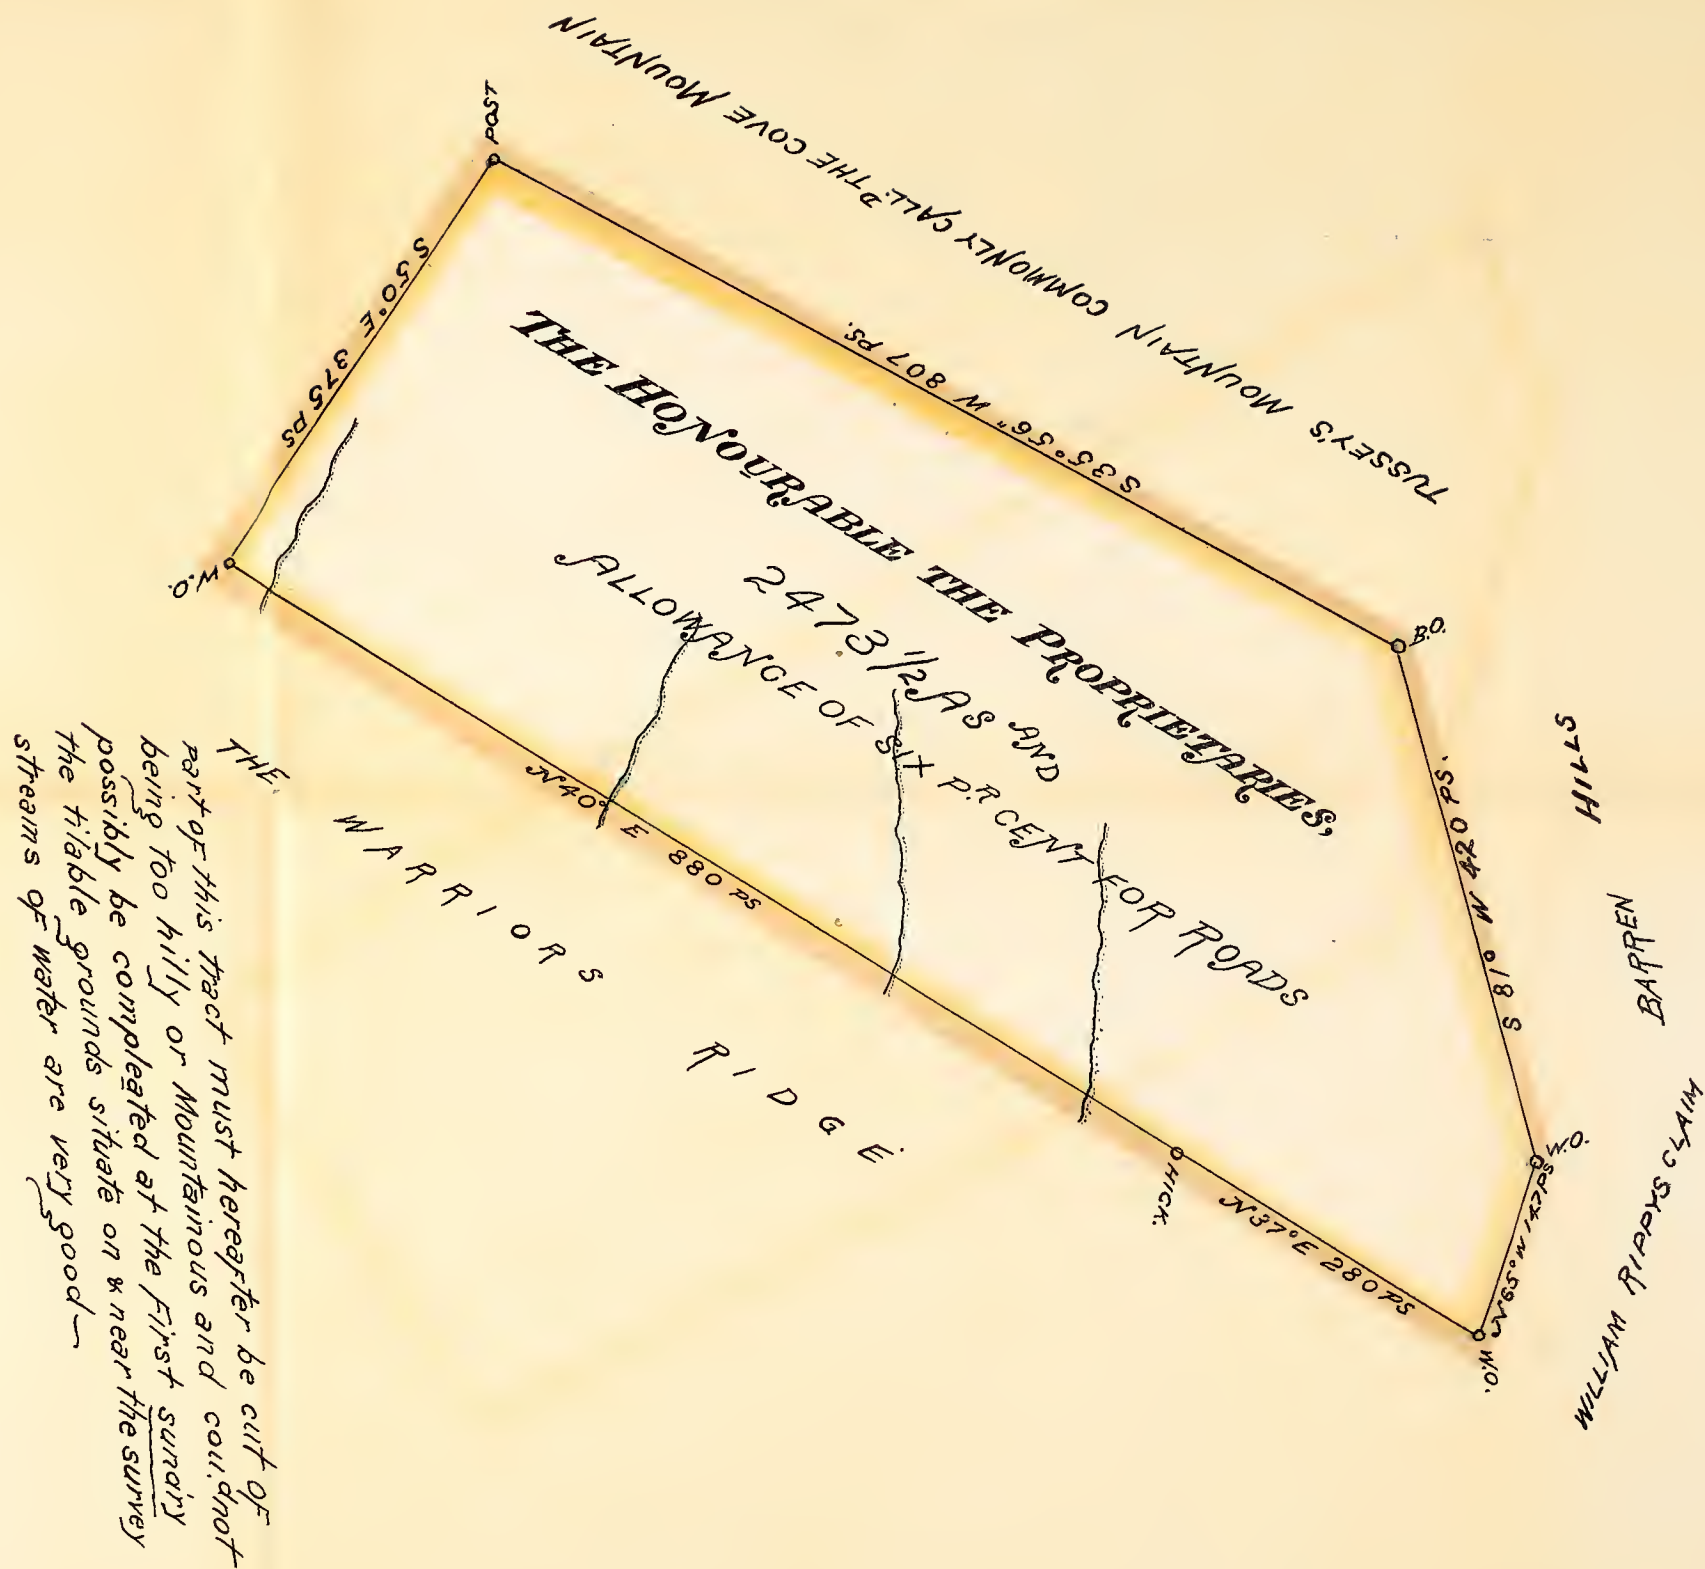 TUSSEY'S MOUNTAIN COMMONLY CALL'D THE COVE MOUNTAIN
POST
S 35° 56" W 807 PS.
B.O.
S 50° E 375 PS
THE HONOURABLE THE PROPRIETARIES,
2473 1/2 AS AND
ALLOWANCE OF SIX P.R CENT FOR ROADS
S 81° W 420 PS.
HILLS
BARREN
W.O.
N 40° E 880 PS
HICK.
N 37° E 280 PS
W.O.
N 65° W 147 PS
W.O.
WILLIAM RIPPYS CLAIM
THE
WARRIORS
RIDGE
part of this tract must hereafter be cut of
being too hilly or Mountainous and cou.dnot
possibly be compleated at the First sunairy
the tilable grounds situate on & near the survey
streams of water are very good